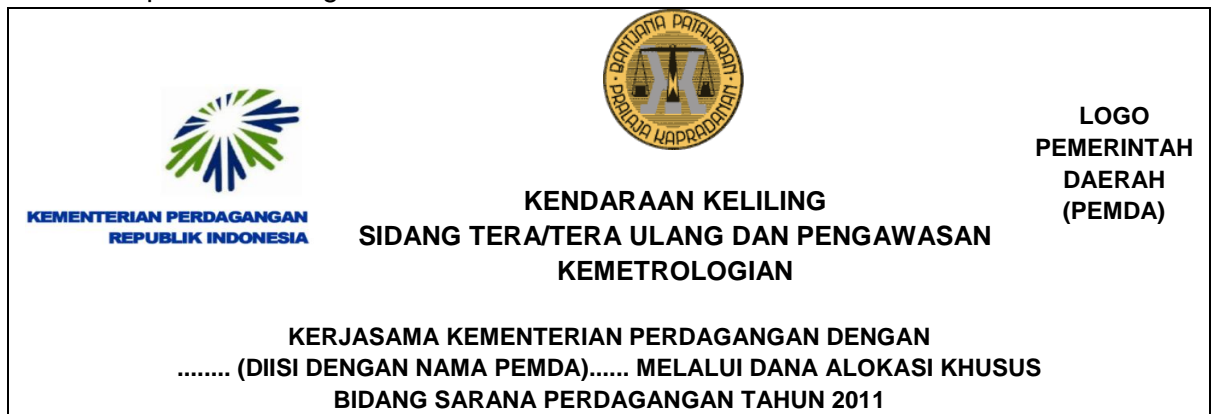 BANTJANA PATAKARAN
PRALAJA KAPRADANAN
LOGO
PEMERINTAH
DAERAH
(PEMDA)
KEMENTERIAN PERDAGANGAN
REPUBLIK INDONESIA
KENDARAAN KELILING
SIDANG TERA/TERA ULANG DAN PENGAWASAN
KEMETROLOGIAN
KERJASAMA KEMENTERIAN PERDAGANGAN DENGAN
........ (DIISI DENGAN NAMA PEMDA)...... MELALUI DANA ALOKASI KHUSUS
BIDANG SARANA PERDAGANGAN TAHUN 2011